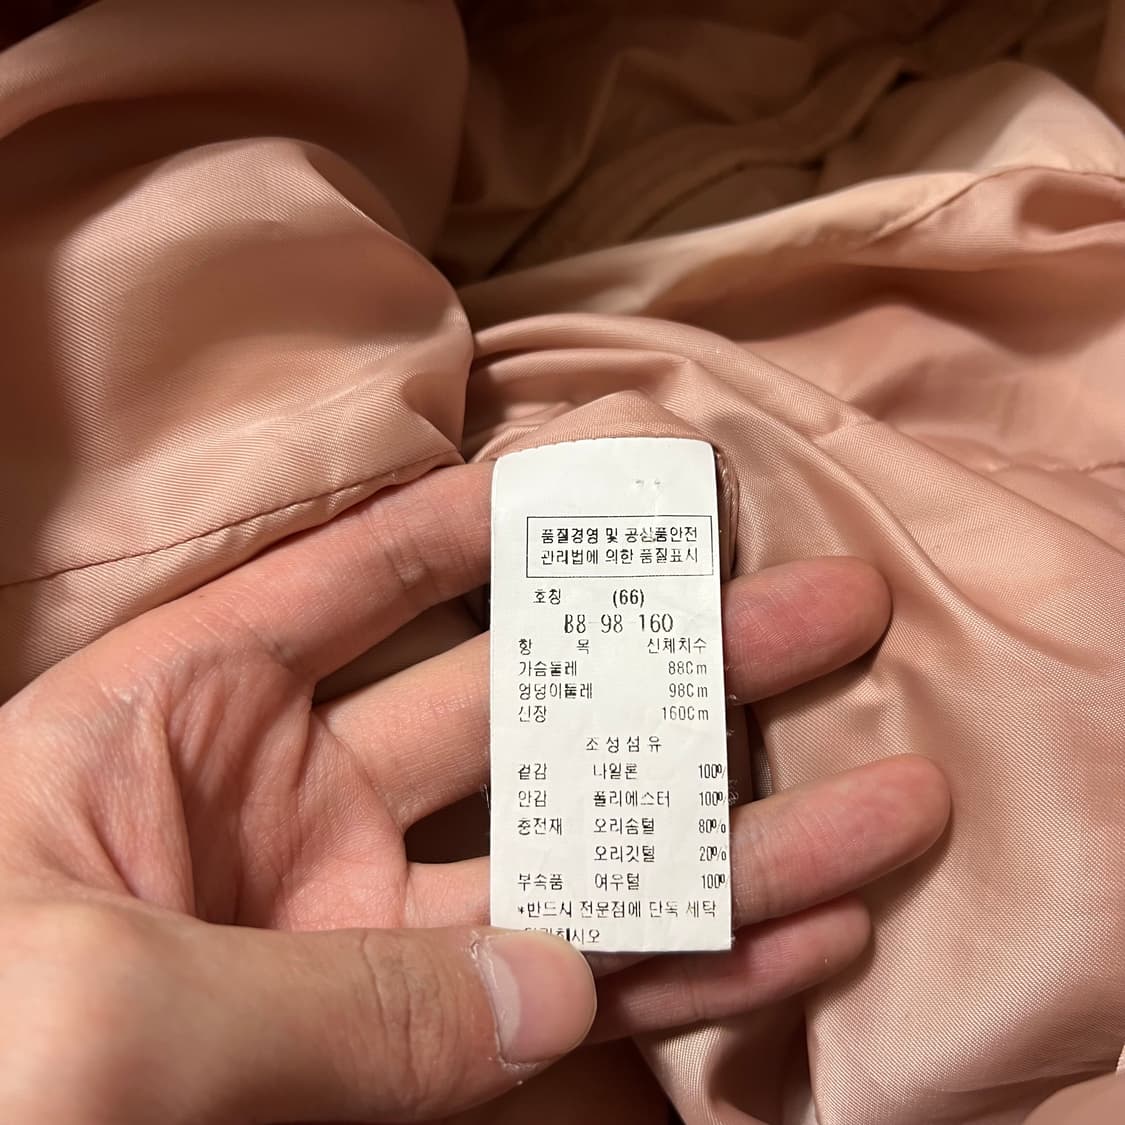 품질경영 및 공산품안전
관리법에 의한 품질표시
호칭 (66)
88-98-160
항 목 신체치수
가슴둘레 88Cm
엉덩이둘레 98Cm
신장 160Cm
조성섬유
겉감 나일론 100%
안감 폴리에스터 100%
충전재 오리솜털 80%
오리깃털 20%
부속품 여우털 100%
*반드시 전문점에 단독 세탁